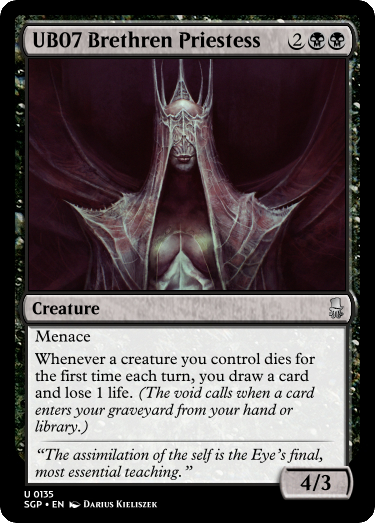 UB07 Brethren Priestess 2
Creature
Menace
Whenever a creature you control dies for
the first time each turn, you draw a card
and lose 1 life. (The void calls when a card
enters your graveyard from your hand or
library.)
“The assimilation of the self is the Eye’s final,
most essential teaching.”
4/3
U 0135
SGP • EN DARIUS KIELISZEK